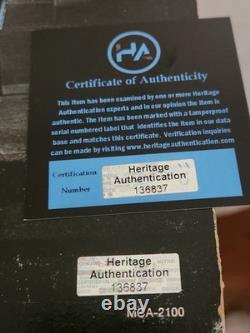 HA
Certificate of Authenticity
This item has been examined by one or more Heritage
Authentication experts and in our opinion the item is
authentic. The item has been marked with a tamperproof
serial numbered label that identifies the item in our data
base and matches this certificate. Verification inquiries
can be made by visiting www.heritage.authentication.com
Certification
Number
Heritage
Authentication
136837
Heritage
Authentication
136837
MCA-2100